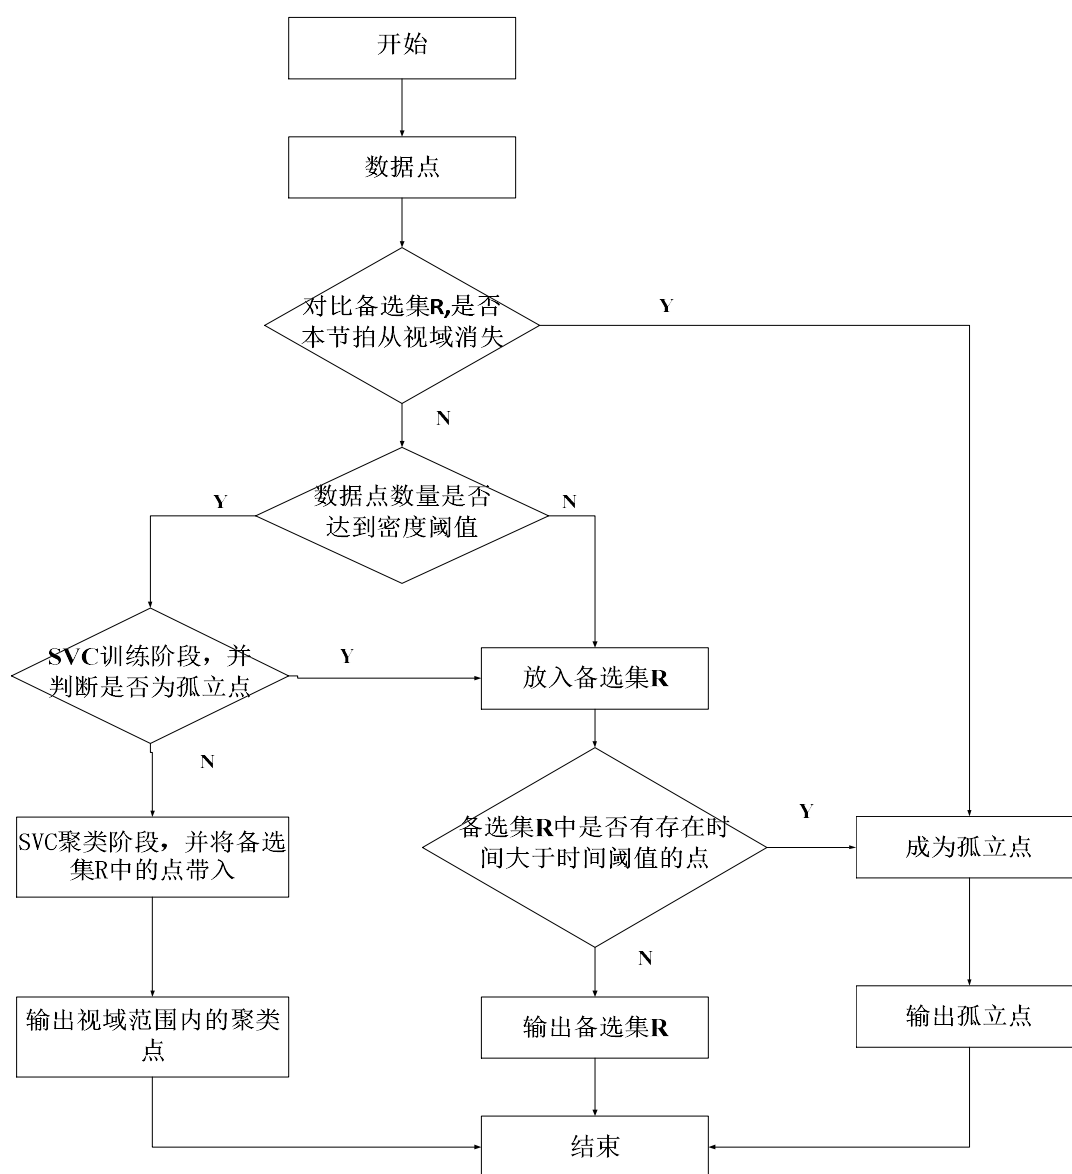 开始
数据点
对比备选集R,是否
本节拍从视域消失
Y
N
数据点数量是否
达到密度阈值
Y
N
SVC训练阶段，并
判断是否为孤立点
Y
N
放入备选集R
备选集R中是否有存在时
间大于时间阈值的点
Y
N
SVC聚类阶段，并将备选
集R中的点带入
成为孤立点
输出视域范围内的聚类
点
输出备选集R
输出孤立点
结束